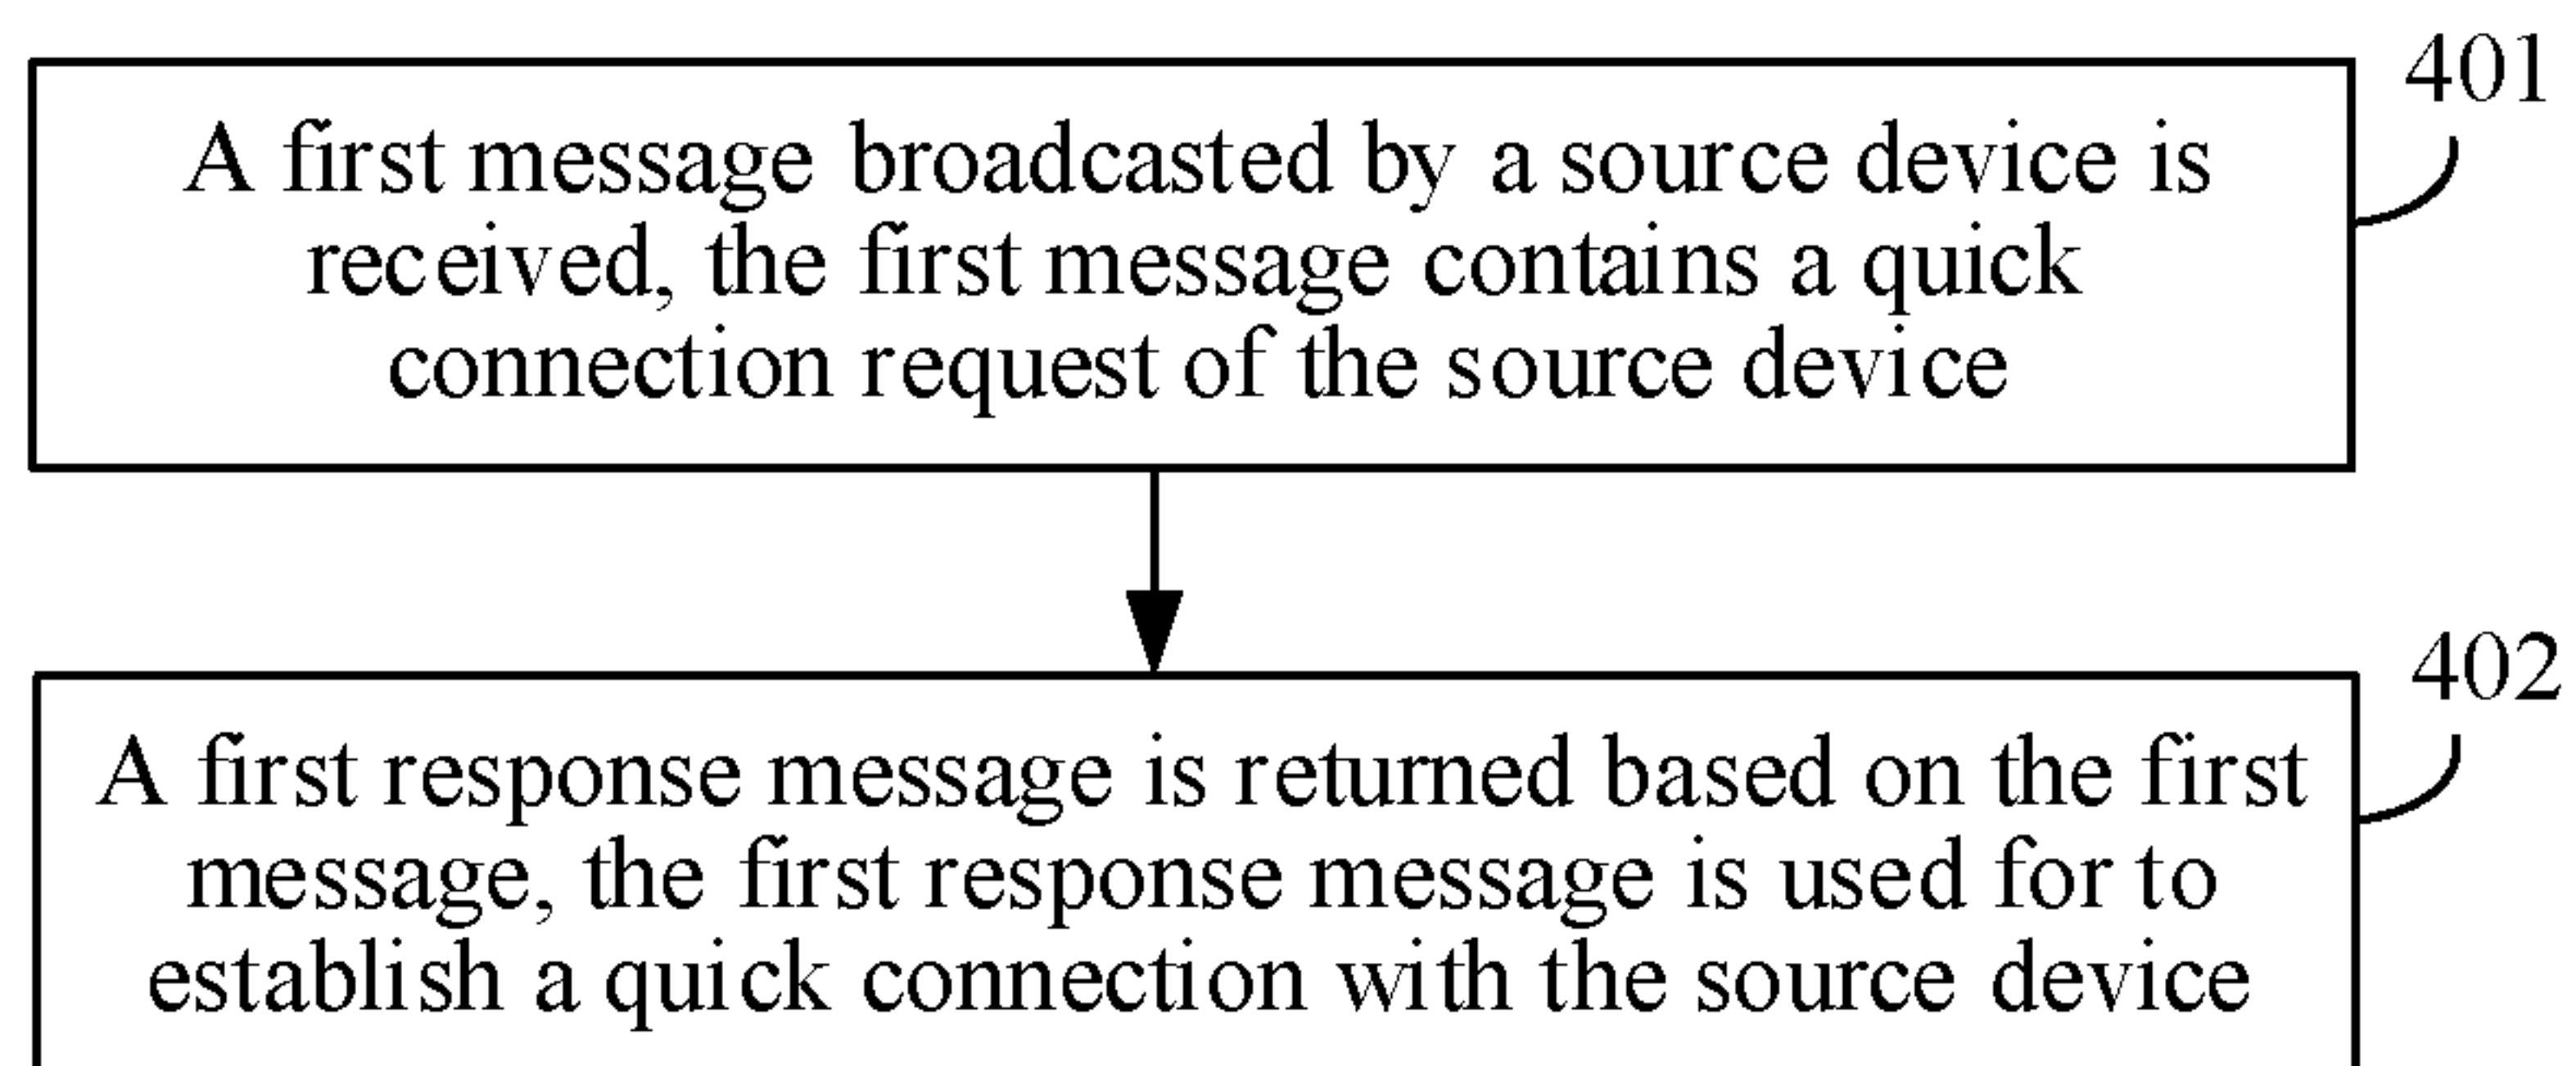 401
A first message broadcasted by a source device is
received, the first message contains a quick
connection request of the source device
402
A first response message is returned based on the first
message, the first response message is used for to
establish a quick connection with the source device